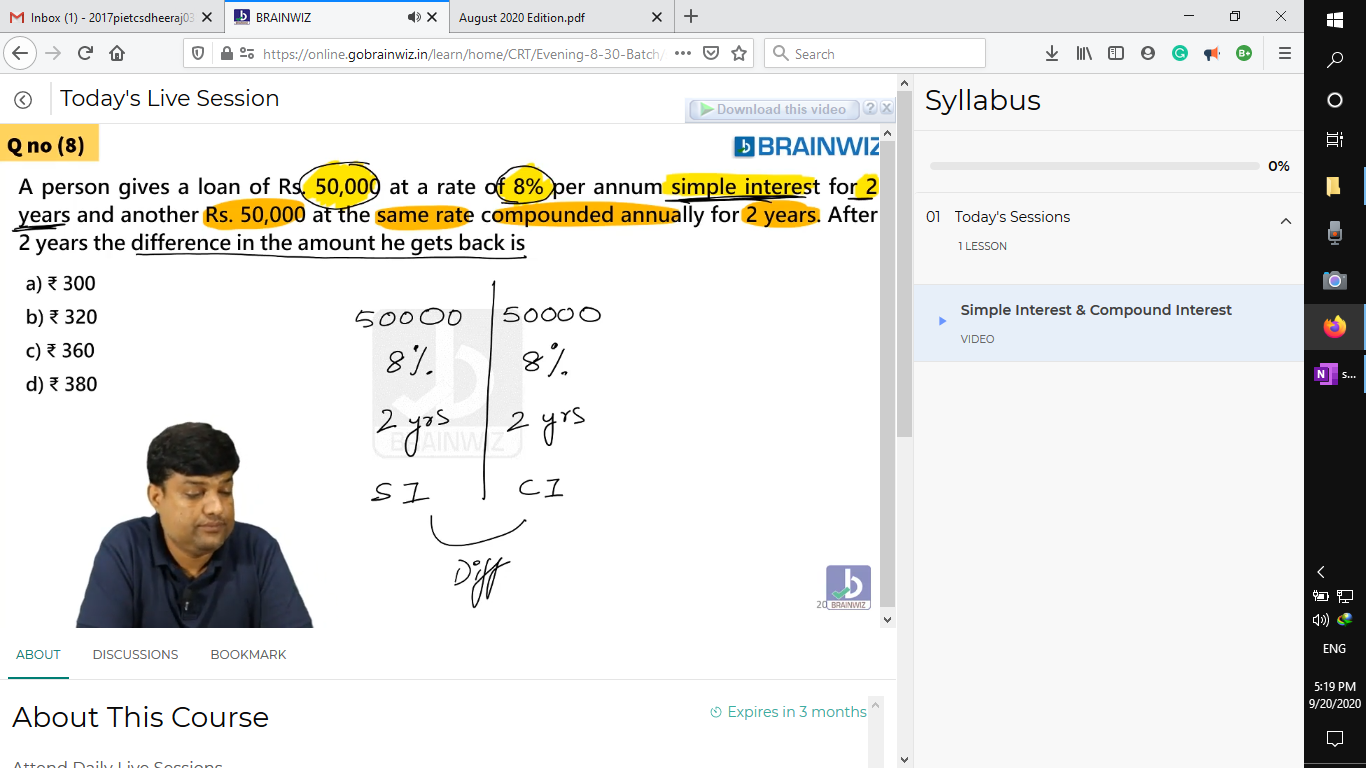 Inbox (1) - 2017pietcsdheeraj03
BRAINWIZ
August 2020 Edition.pdf
https://online.gobrainwiz.in/learn/home/CRT/Evening-8-30-Batch/
Search
Today's Live Session
Download this video
Syllabus
0%
01 Today's Sessions
1 LESSON
Simple Interest & Compound Interest
VIDEO
Q no (8)
BRAINWIZ
A person gives a loan of Rs. 50,000 at a rate of 8% per annum simple interest for 2
years and another Rs. 50,000 at the same rate compounded annually for 2 years. After
2 years the difference in the amount he gets back is
a) ₹ 300
b) ₹ 320
c) ₹ 360
d) ₹ 380
50000 50000
8% 8%
2 yrs 2 yrs
BRAINWIZ
SI CI
Diff
20
BRAINWIZ
ABOUT DISCUSSIONS BOOKMARK
About This Course
Expires in 3 months
Attend Daily Live Sessions
N s...
ENG
5:19 PM
9/20/2020